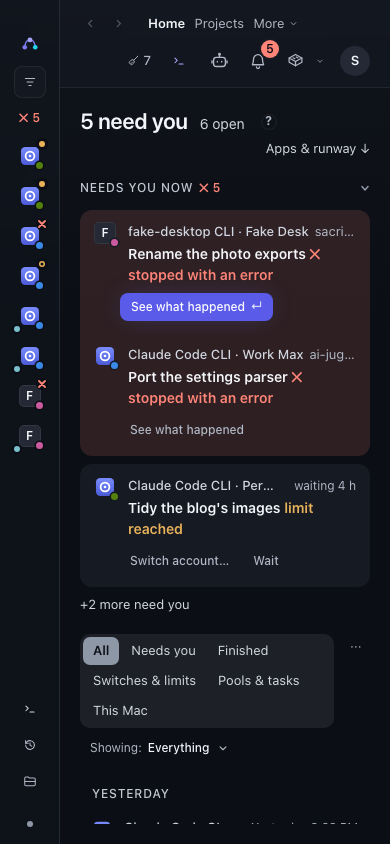 Home Projects More
7 5 S
5
5 need you 6 open ?
Apps & runway ↓
NEEDS YOU NOW 5
F fake-desktop CLI · Fake Desk sacri…
Rename the photo exports
stopped with an error
See what happened ↵
Claude Code CLI · Work Max ai-jug…
Port the settings parser
stopped with an error
See what happened
Claude Code CLI · Per… waiting 4 h
Tidy the blog's images limit
reached
Switch account… Wait
+2 more need you
F
F
All Needs you Finished …
Switches & limits Pools & tasks
This Mac
Showing: Everything
YESTERDAY